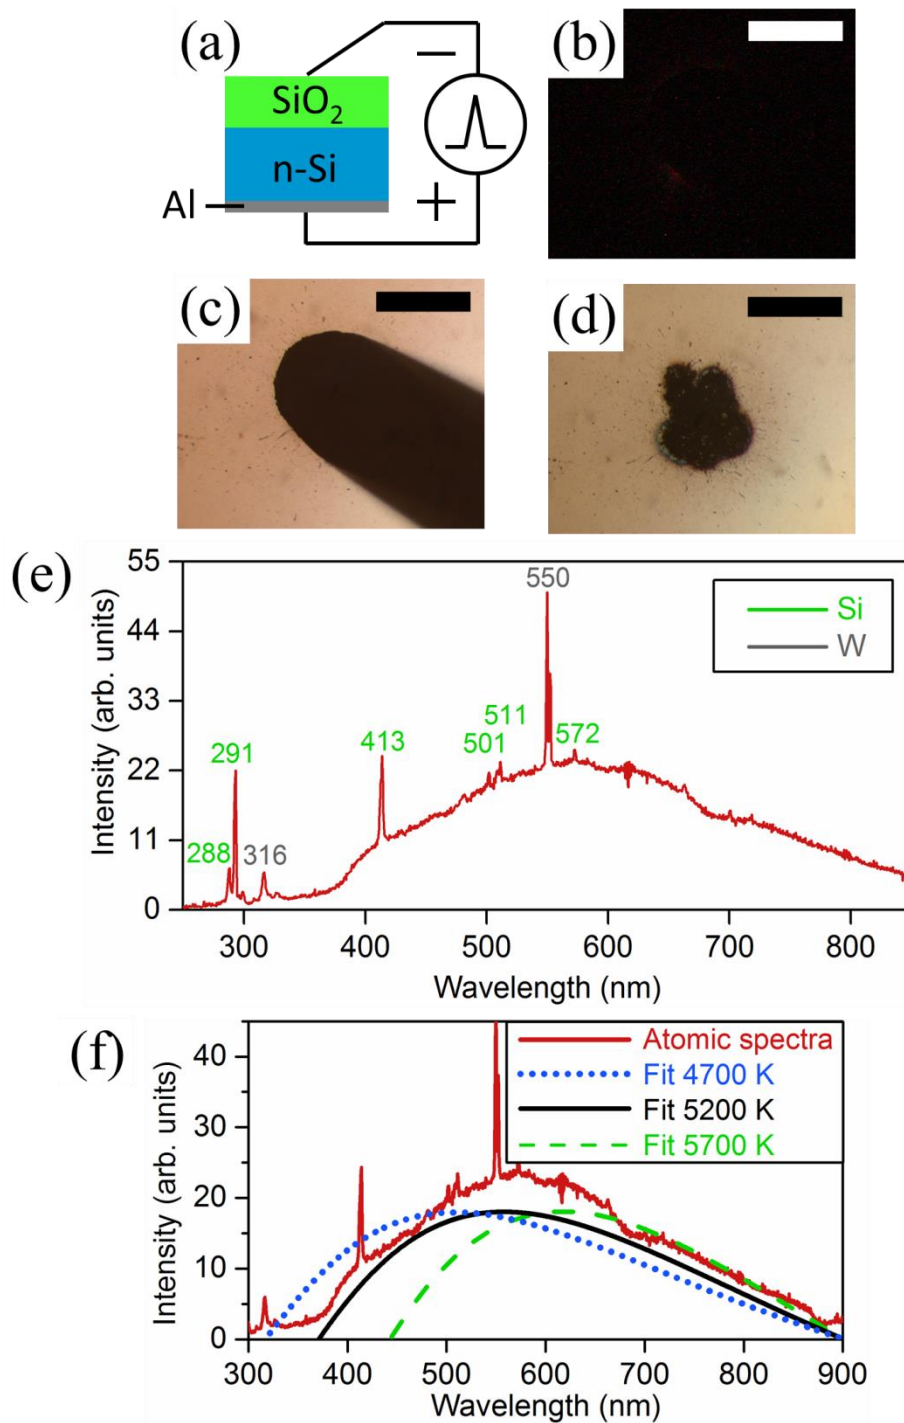 (a)
−
SiO2
n-Si
Al
+
(b)
(c)
(d)
(e)
55
44
33
22
11
0
Intensity (arb. units)
288
291
316
413
501
511
550
572
Si
W
300 400 500 600 700 800
Wavelength (nm)
(f)
40
30
20
10
0
Intensity (arb. units)
Atomic spectra
Fit 4700 K
Fit 5200 K
Fit 5700 K
300 400 500 600 700 800 900
Wavelength (nm)